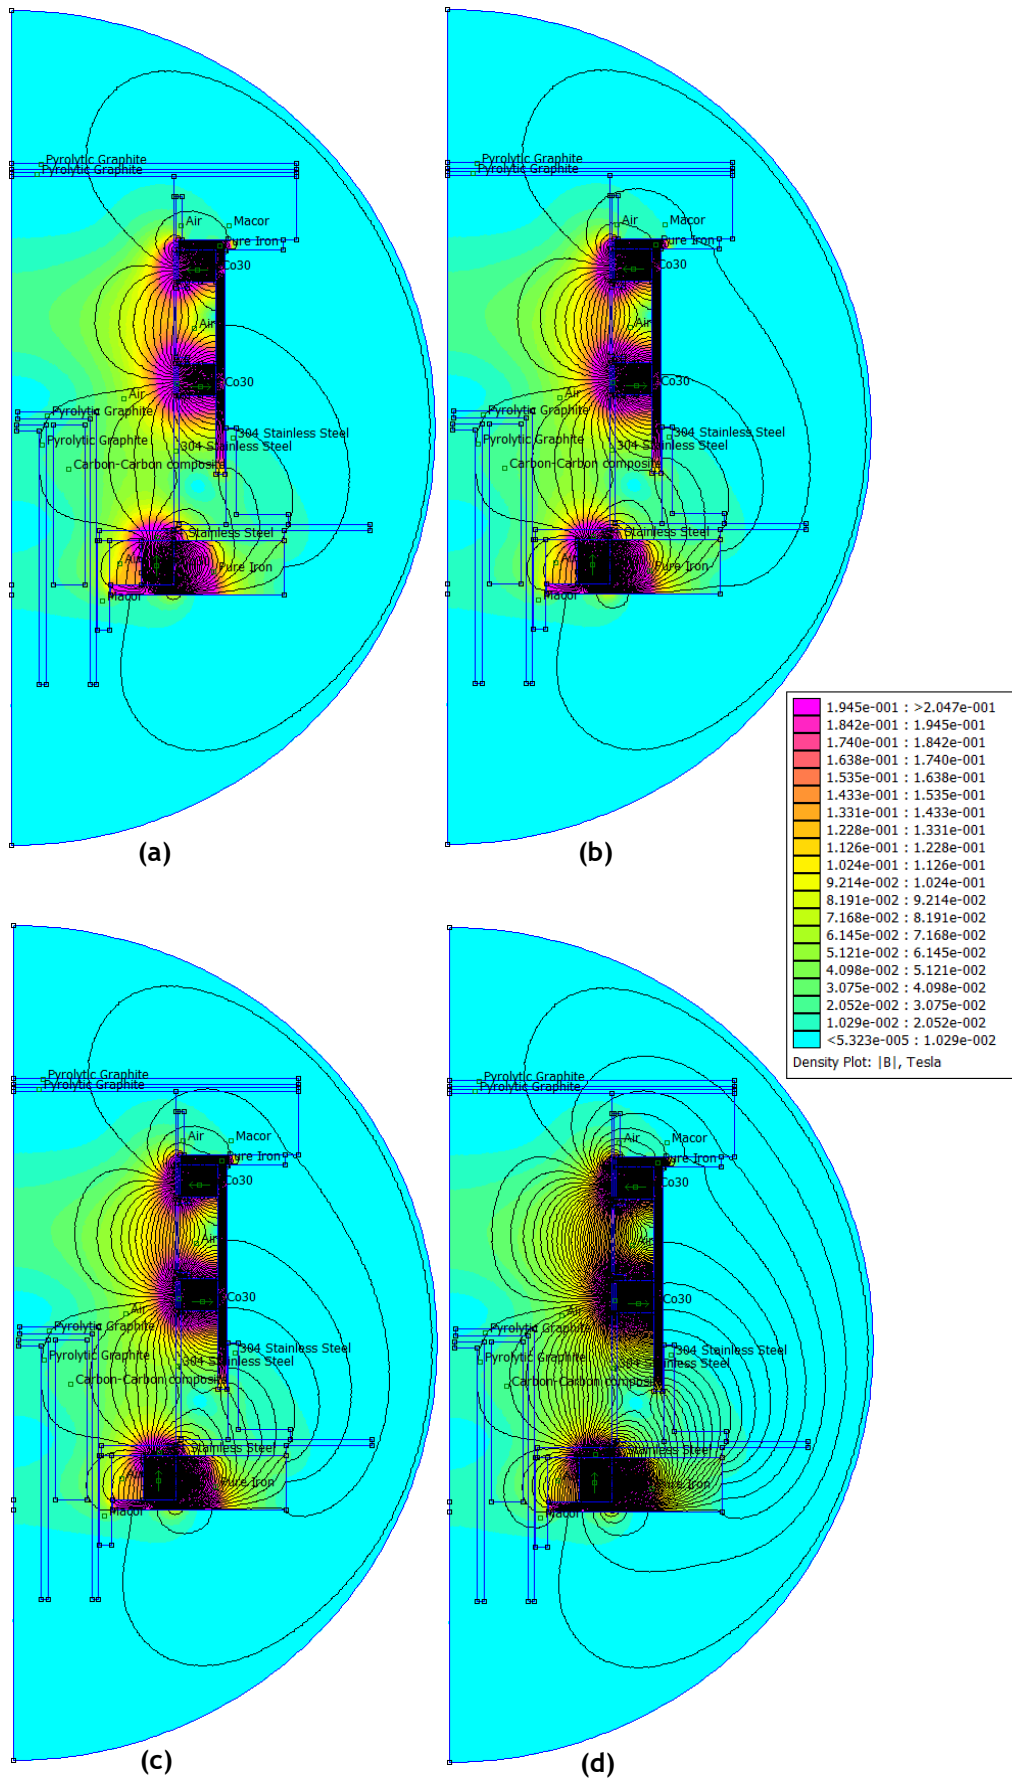 Pyrolytic Graphite
Pyrolytic Graphite
Air
Macor
Pure Iron
Co30
Air
Co30
Air
Pyrolytic Graphite
304 Stainless Steel
Pyrolytic Graphite
304 Stainless Steel
Carbon-Carbon composite
Stainless Steel
Air
Pure Iron
Macor
(a)
Pyrolytic Graphite
Pyrolytic Graphite
Air
Macor
Pure Iron
Co30
Air
Co30
Air
Pyrolytic Graphite
304 Stainless Steel
Pyrolytic Graphite
304 Stainless Steel
Carbon-Carbon composite
Stainless Steel
Air
Pure Iron
Macor
(b)
1.945e-001 : >2.047e-001
1.842e-001 : 1.945e-001
1.740e-001 : 1.842e-001
1.638e-001 : 1.740e-001
1.535e-001 : 1.638e-001
1.433e-001 : 1.535e-001
1.331e-001 : 1.433e-001
1.228e-001 : 1.331e-001
1.126e-001 : 1.228e-001
1.024e-001 : 1.126e-001
9.214e-002 : 1.024e-001
8.191e-002 : 9.214e-002
7.168e-002 : 8.191e-002
6.145e-002 : 7.168e-002
5.121e-002 : 6.145e-002
4.098e-002 : 5.121e-002
3.075e-002 : 4.098e-002
2.052e-002 : 3.075e-002
1.029e-002 : 2.052e-002
<5.323e-005 : 1.029e-002
Density Plot: |B|, Tesla
Pyrolytic Graphite
Pyrolytic Graphite
Air
Macor
Pure Iron
Co30
Air
Co30
Air
Pyrolytic Graphite
304 Stainless Steel
Pyrolytic Graphite
304 Stainless Steel
Carbon-Carbon composite
Stainless Steel
Air
Pure Iron
Macor
(c)
Pyrolytic Graphite
Pyrolytic Graphite
Air
Macor
Pure Iron
Co30
Air
Co30
Air
Pyrolytic Graphite
304 Stainless Steel
Pyrolytic Graphite
304 Stainless Steel
Carbon-Carbon composite
Stainless Steel
Air
Pure Iron
Macor
(d)